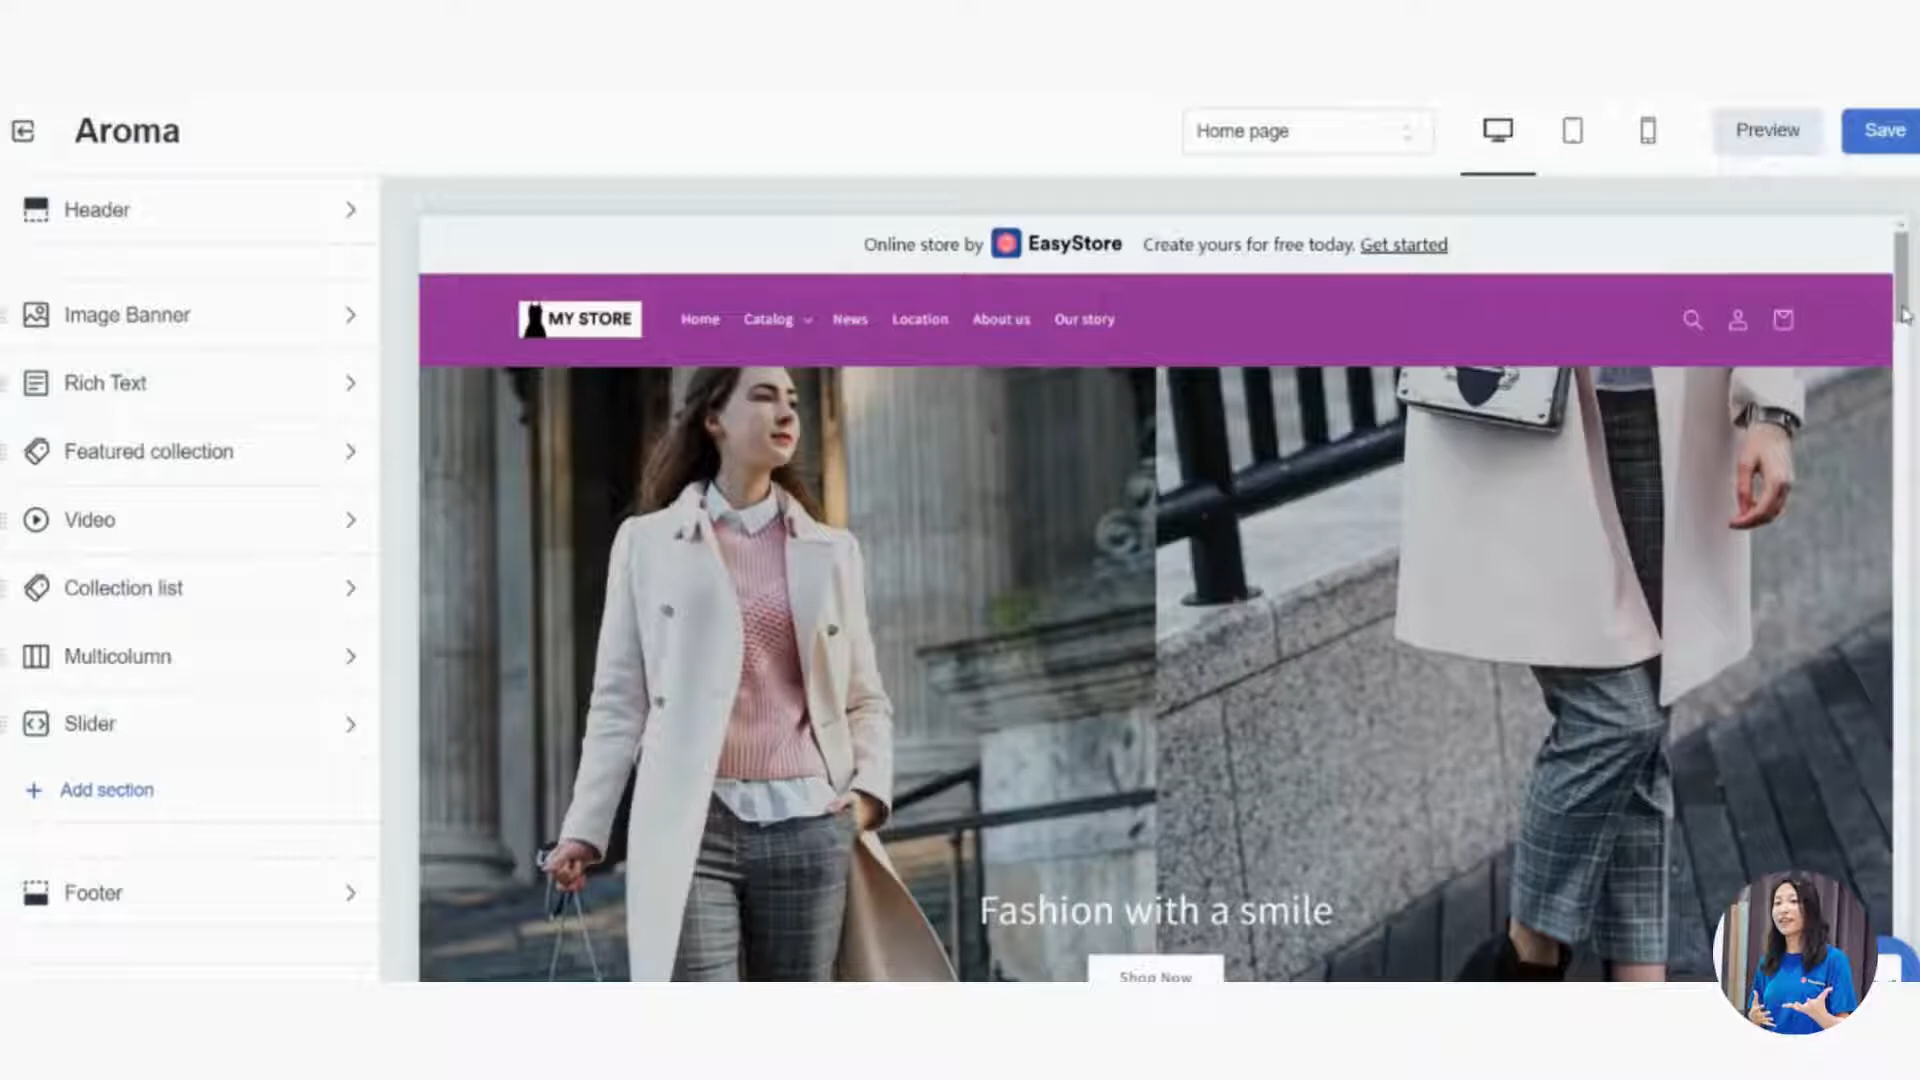 Aroma
Home page
Preview
Save
Header
Image Banner
Rich Text
Featured collection
Video
Collection list
Multicolumn
Slider
Add section
Footer
Online store by EasyStore Create yours for free today. Get started
MY STORE
Home Catalog News Location About us Our story
Fashion with a smile
Shop Now